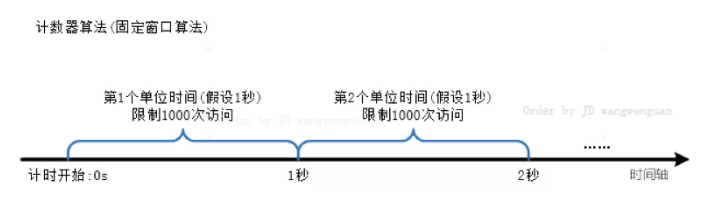 计数器算法(固定窗口算法)
第1个单位时间(假设1秒)
限制1000次访问
第2个单位时间(假设1秒)
限制1000次访问
Order by JD wangwenguan
......
计时开始:0s
1秒
2秒
时间轴